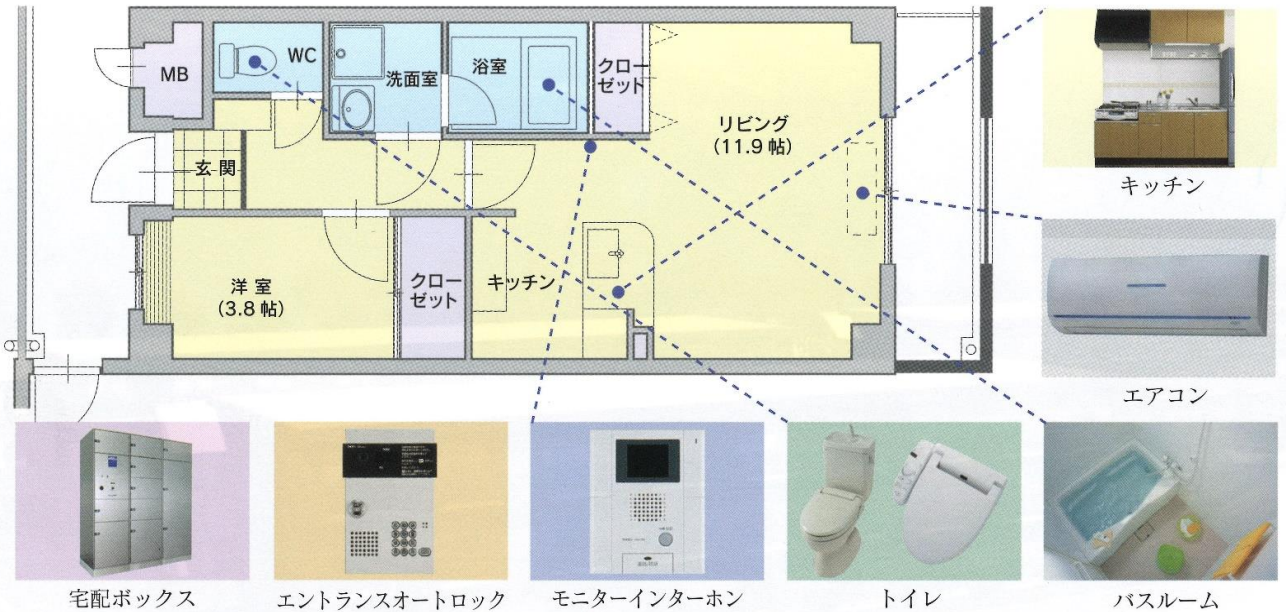 MB
WC
洗面室
浴室
クロー
ゼット
リビング
(11.9 帖)
玄関
洋室
(3.8 帖)
クロー
ゼット
キッチン
キッチン
エアコン
宅配ボックス
エントランスオートロック
モニターインターホン
トイレ
バスルーム